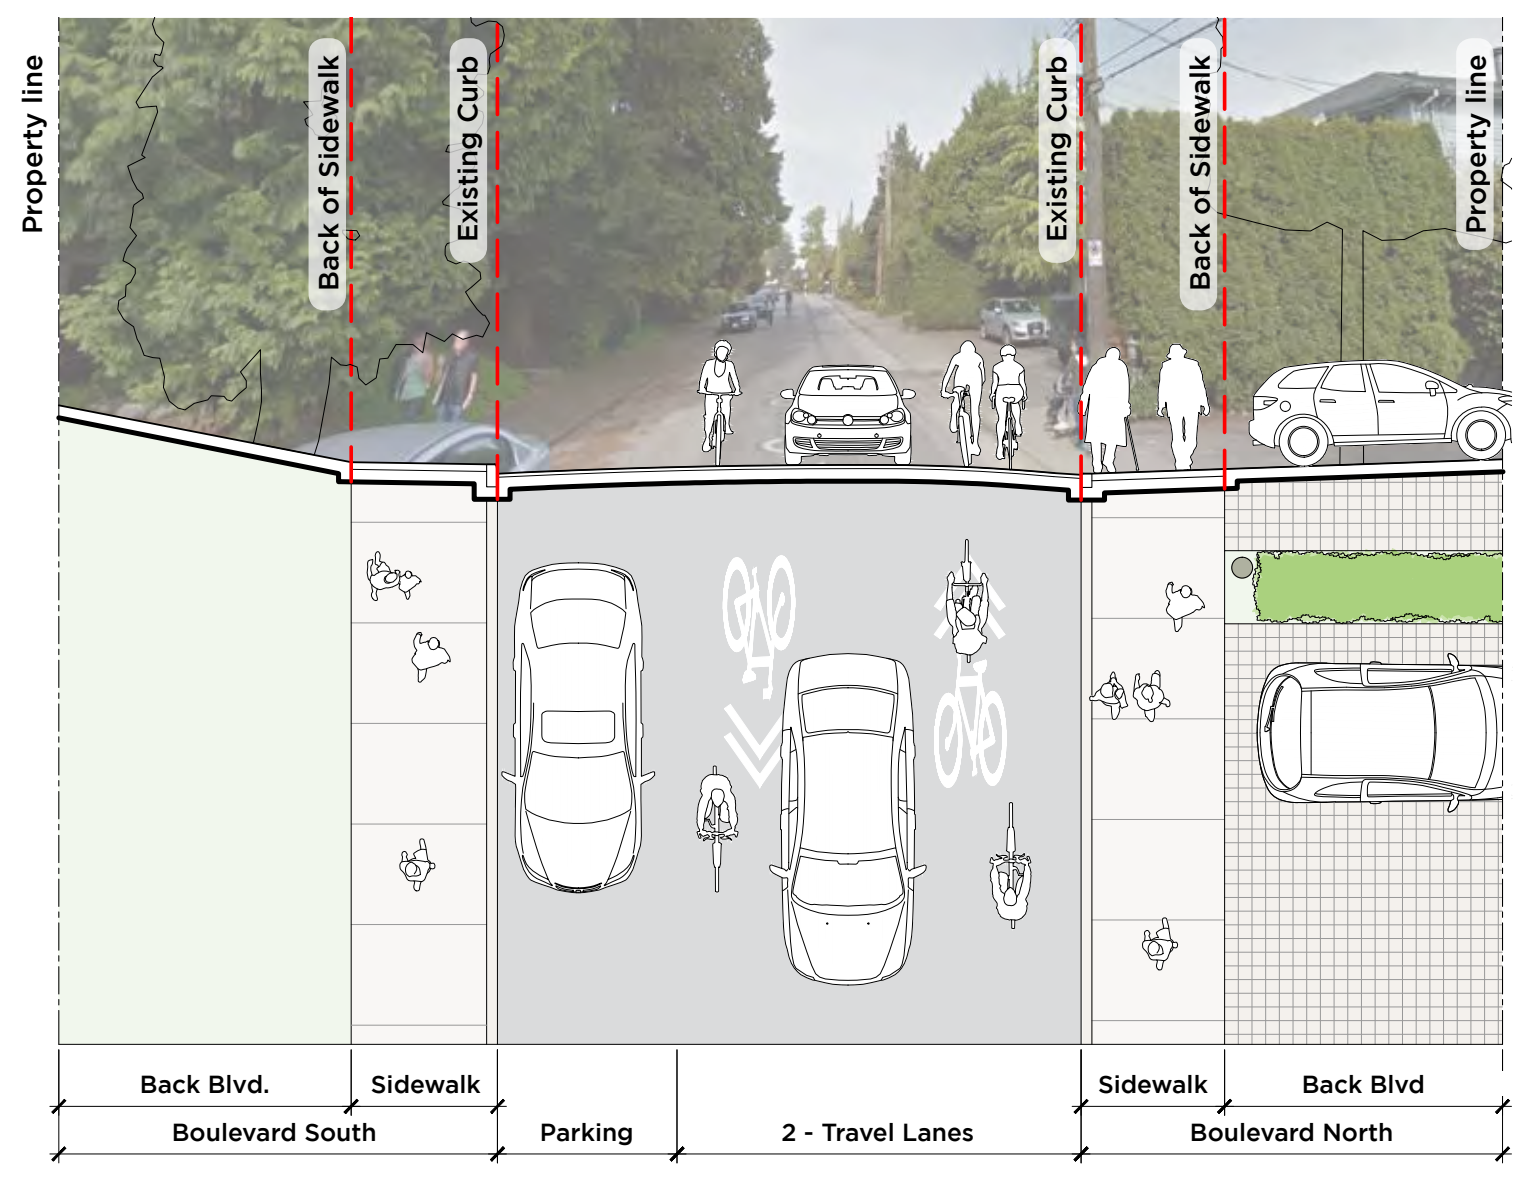 Property line
Back of Sidewalk
Existing Curb
Existing Curb
Back of Sidewalk
Property line
Back Blvd.
Sidewalk
Sidewalk
Back Blvd
Boulevard South
Parking
2 - Travel Lanes
Boulevard North